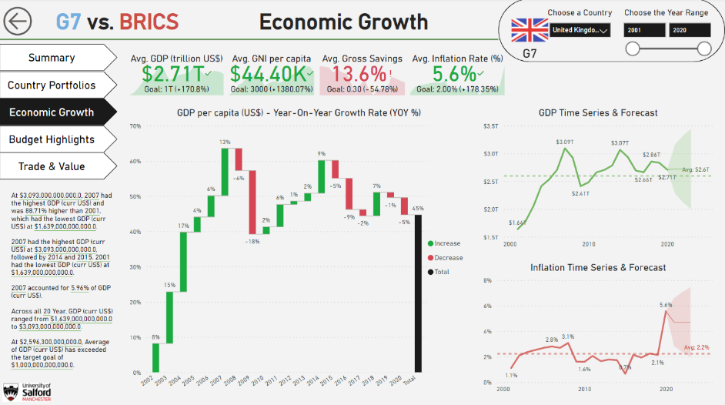 G7 vs. BRICS
Economic Growth
Choose a Country
Choose the Year Range
United Kingdo...
2001
2020
G7
Summary
Country Portfolios
Economic Growth
Budget Highlights
Trade & Value
Avg. GDP (trillion US$)
$2.71T
Goal: 1T (+170.8%)
Avg. GNI per capita
$44.40K
Goal: 3000 (+1380.07%)
Avg. Gross Savings
13.6%!
Goal: 0.30 (-54.78%)
Avg. Inflation Rate (%)
5.6%
Goal: 2.00% (+178.35%)
At $3,093,000,000,000.0, 2007 had
the highest GDP (curr US$) and
was 88.71% higher than 2001,
which had the lowest GDP (curr
US$) at $1,639,000,000,000.0.
2007 had the highest GDP (curr
US$) at $3,093,000,000,000.0,
followed by 2014 and 2015. 2001
had the lowest GDP (curr US$) at
$1,639,000,000,000.0.
2007 accounted for 5.96% of GDP
(curr US$).
Across all 20 Year, GDP (curr US$)
ranged from $1,639,000,000,000.0
to $3,093,000,000,000.0.
At $2,596,300,000,000.0, Average
of GDP (curr US$) has exceeded
the target goal of
$1,000,000,000,000.0.
University of
Salford
MANCHESTER
GDP per capita (US$) - Year-On-Year Growth Rate (YOY %)
70%
60%
50%
40%
30%
20%
10%
0%
8%
15%
17%
4%
6%
13%
-6%
-18%
2%
6%
1%
2%
9%
-5%
-9%
-2%
7%
-1%
-5%
45%
2002 2003 2004 2005 2006 2007 2008 2009 2010 2011 2012 2013 2014 2015 2016 2017 2018 2019 2020 Total
Increase
Decrease
Total
GDP Time Series & Forecast
$3.5T
$3.0T
$2.5T
$2.0T
$1.5T
$1.64T
$3.09T
$2.41T
$3.07T
$2.66T
$2.86T
$2.71T
Avg. $2.6T
2000
2010
2020
Inflation Time Series & Forecast
8%
6%
4%
2%
0%
1.1%
2.8%
3.1%
1.6%
0.7%
2.1%
5.6%
Avg. 2.2%
2000
2010
2020